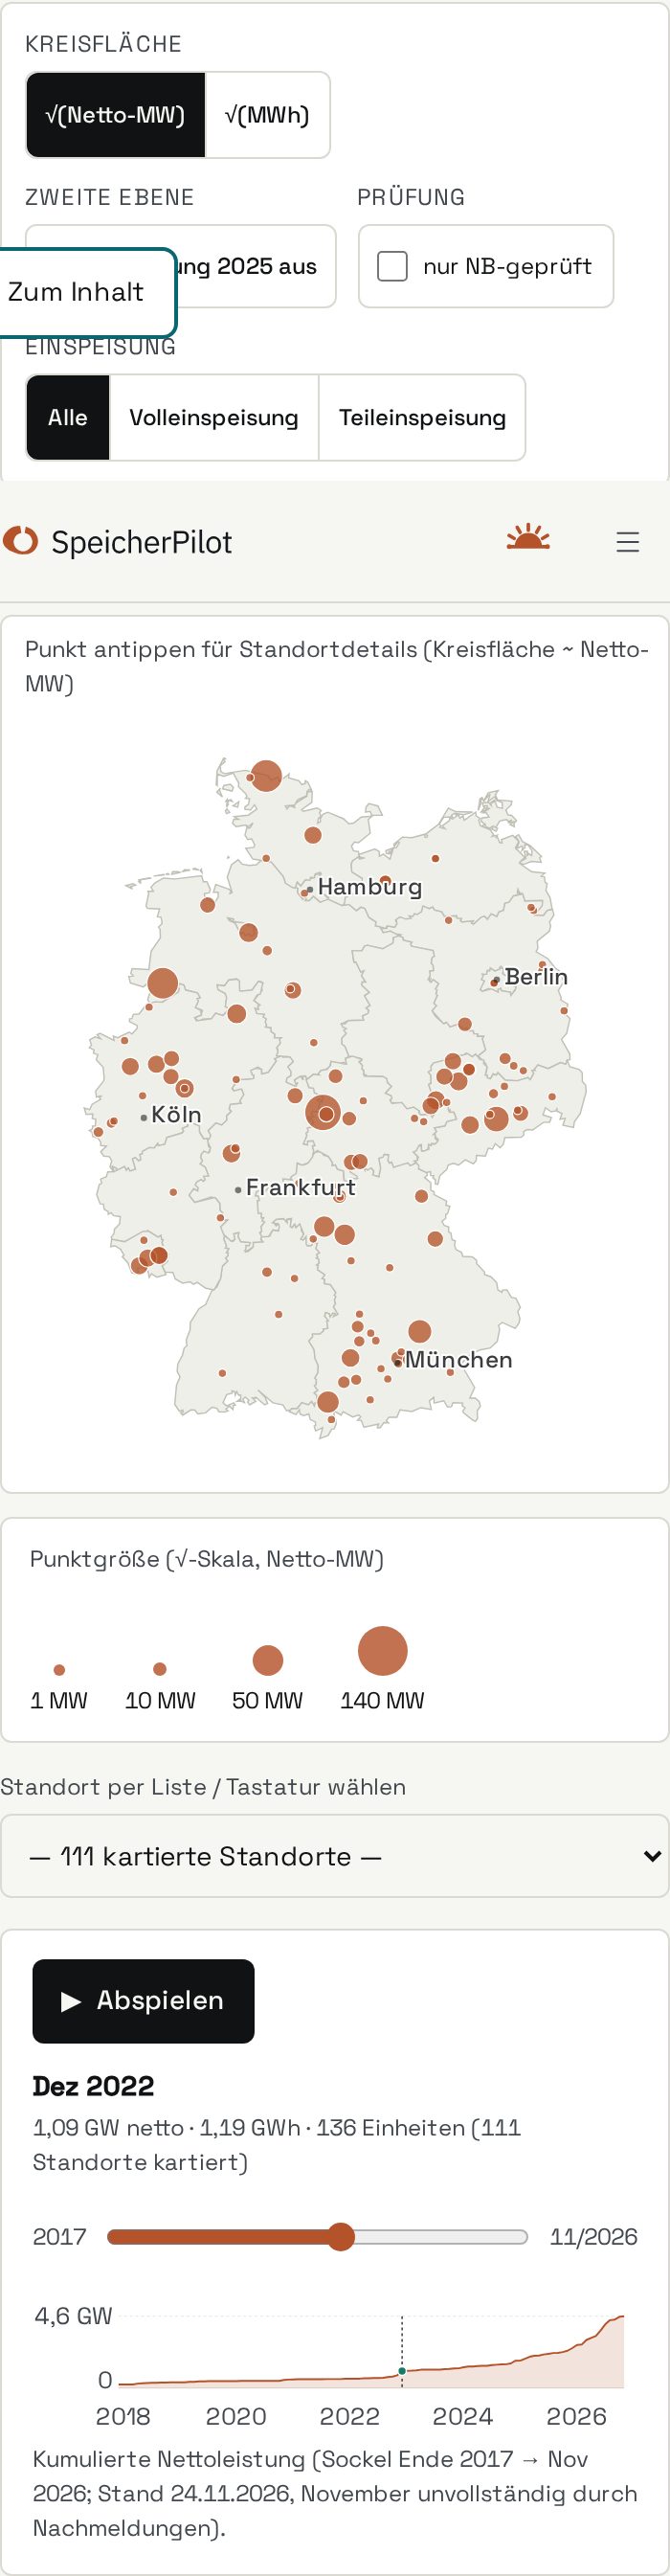 KREISFLÄCHE
√(Netto-MW) √(MWh)
ZWEITE EBENE PRÜFUNG
2025 aus nur NB-geprüft
Zum Inhalt
EINSPEISUNG
Alle Volleinspeisung Teileinspeisung
SpeicherPilot
Punkt antippen für Standortdetails (Kreisfläche ~ Netto-
MW)
Hamburg
Berlin
Köln
Frankfurt
München
Punktgröße (√-Skala, Netto-MW)
1 MW 10 MW 50 MW 140 MW
Standort per Liste / Tastatur wählen
— 111 kartierte Standorte —
▶ Abspielen
Dez 2022
1,09 GW netto · 1,19 GWh · 136 Einheiten (111
Standorte kartiert)
2017 11/2026
4,6 GW
0
2018 2020 2022 2024 2026
Kumulierte Nettoleistung (Sockel Ende 2017 → Nov
2026; Stand 24.11.2026, November unvollständig durch
Nachmeldungen).